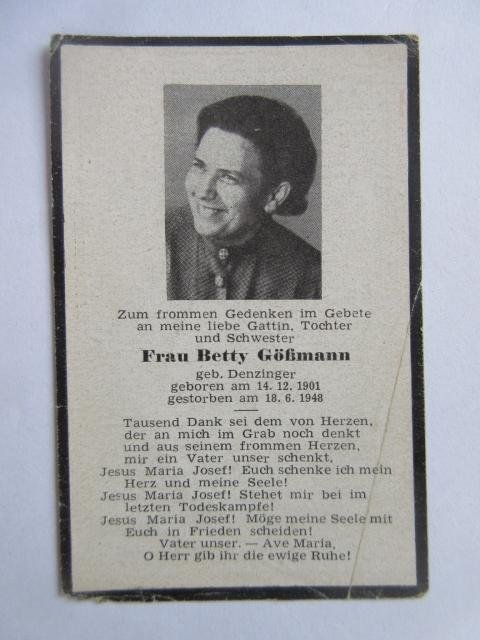 Zum frommen Gedenken im Gebete
an meine liebe Gattin, Tochter
und Schwester
Frau Betty Gößmann
geb. Denzinger
geboren am 14. 12. 1901
gestorben am 18. 6. 1948
Tausend Dank sei dem von Herzen,
der an mich im Grab noch denkt
und aus seinem frommen Herzen,
mir ein Vater unser schenkt,
Jesus Maria Josef! Euch schenke ich mein
Herz und meine Seele!
Jesus Maria Josef! Stehet mir bei im
letzten Todeskampfe!
Jesus Maria Josef! Möge meine Seele mit
Euch in Frieden scheiden!
Vater unser. — Ave Maria,
O Herr gib ihr die ewige Ruhe!